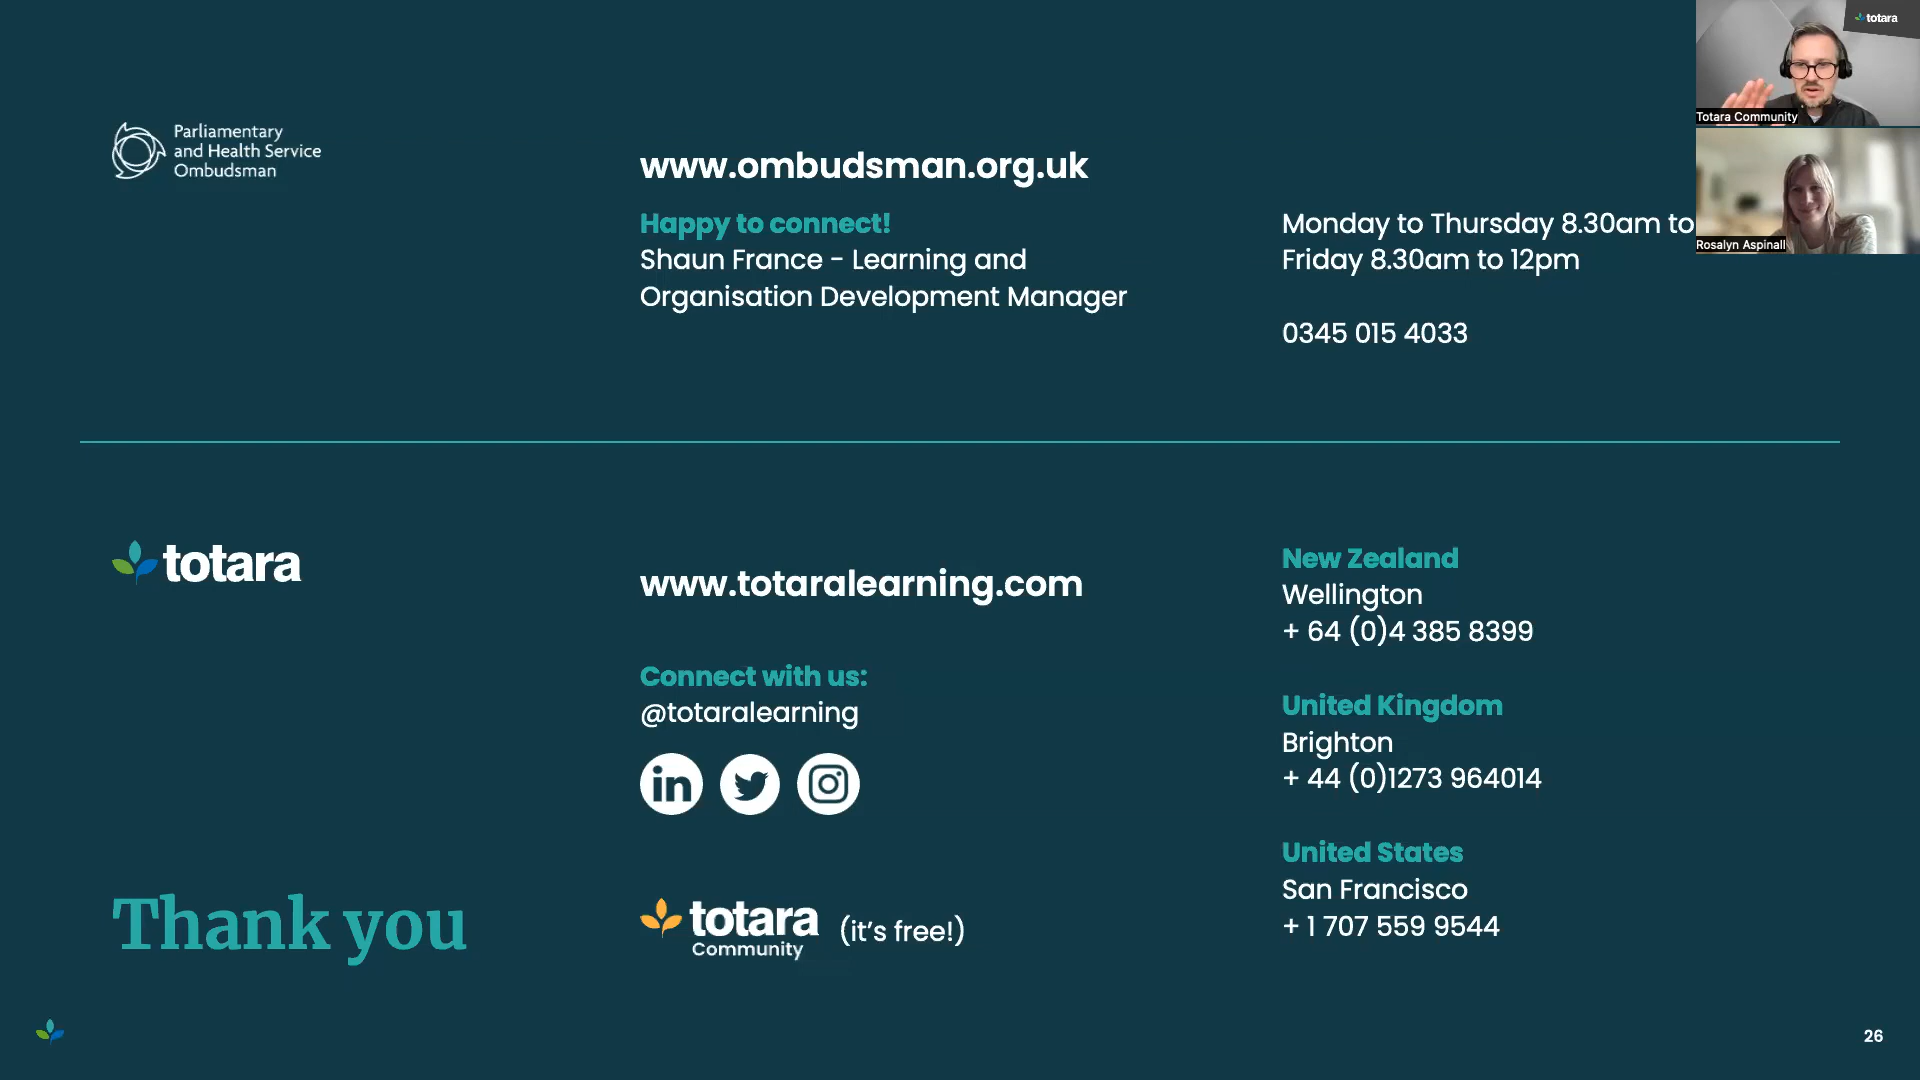 totara
Totara Community
Rosalyn Aspinall
Parliamentary
and Health Service
Ombudsman
www.ombudsman.org.uk
Happy to connect!
Shaun France - Learning and
Organisation Development Manager
Monday to Thursday 8.30am to
Friday 8.30am to 12pm
0345 015 4033
totara
www.totaralearning.com
Connect with us:
@totaralearning
in
totara
Community
(it's free!)
New Zealand
Wellington
+ 64 (0)4 385 8399
United Kingdom
Brighton
+ 44 (0)1273 964014
United States
San Francisco
+ 1 707 559 9544
Thank you
26